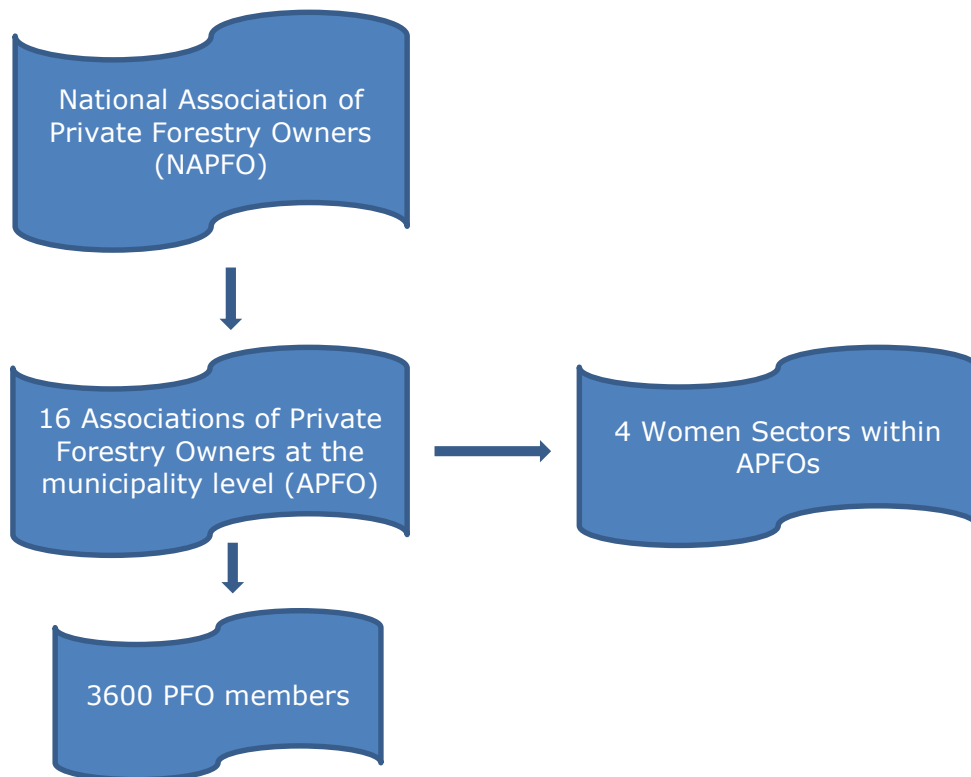 National Association of
Private Forestry Owners
(NAPFO)
16 Associations of Private
Forestry Owners at the
municipality level (APFO)
4 Women Sectors within
APFOs
3600 PFO members